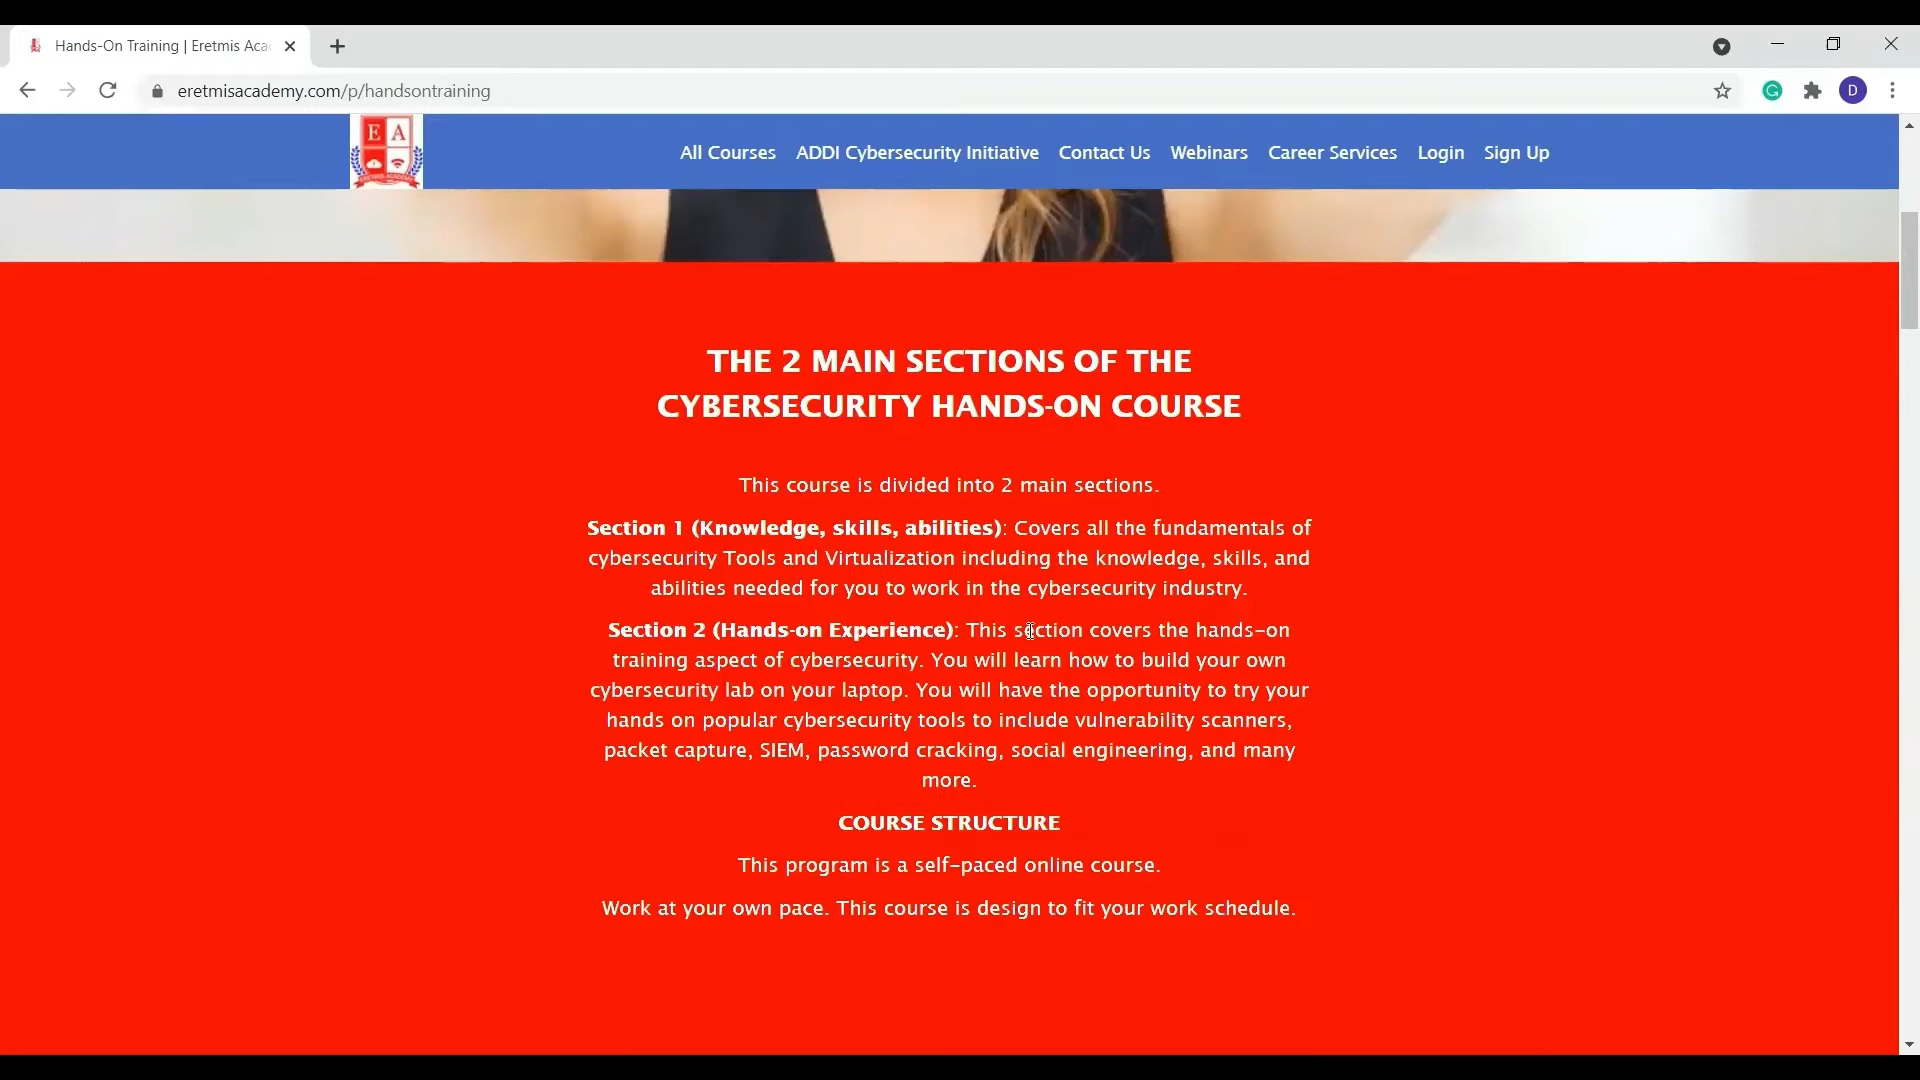 Hands-On Training | Eretmis Aca
eretmisacademy.com/p/handsontraining
D
E A
ERETMIS ACADEMY
All Courses ADDI Cybersecurity Initiative Contact Us Webinars Career Services Login Sign Up
THE 2 MAIN SECTIONS OF THE
CYBERSECURITY HANDS-ON COURSE
This course is divided into 2 main sections.
Section 1 (Knowledge, skills, abilities): Covers all the fundamentals of
cybersecurity Tools and Virtualization including the knowledge, skills, and
abilities needed for you to work in the cybersecurity industry.
Section 2 (Hands-on Experience): This section covers the hands-on
training aspect of cybersecurity. You will learn how to build your own
cybersecurity lab on your laptop. You will have the opportunity to try your
hands on popular cybersecurity tools to include vulnerability scanners,
packet capture, SIEM, password cracking, social engineering, and many
more.
COURSE STRUCTURE
This program is a self-paced online course.
Work at your own pace. This course is design to fit your work schedule.